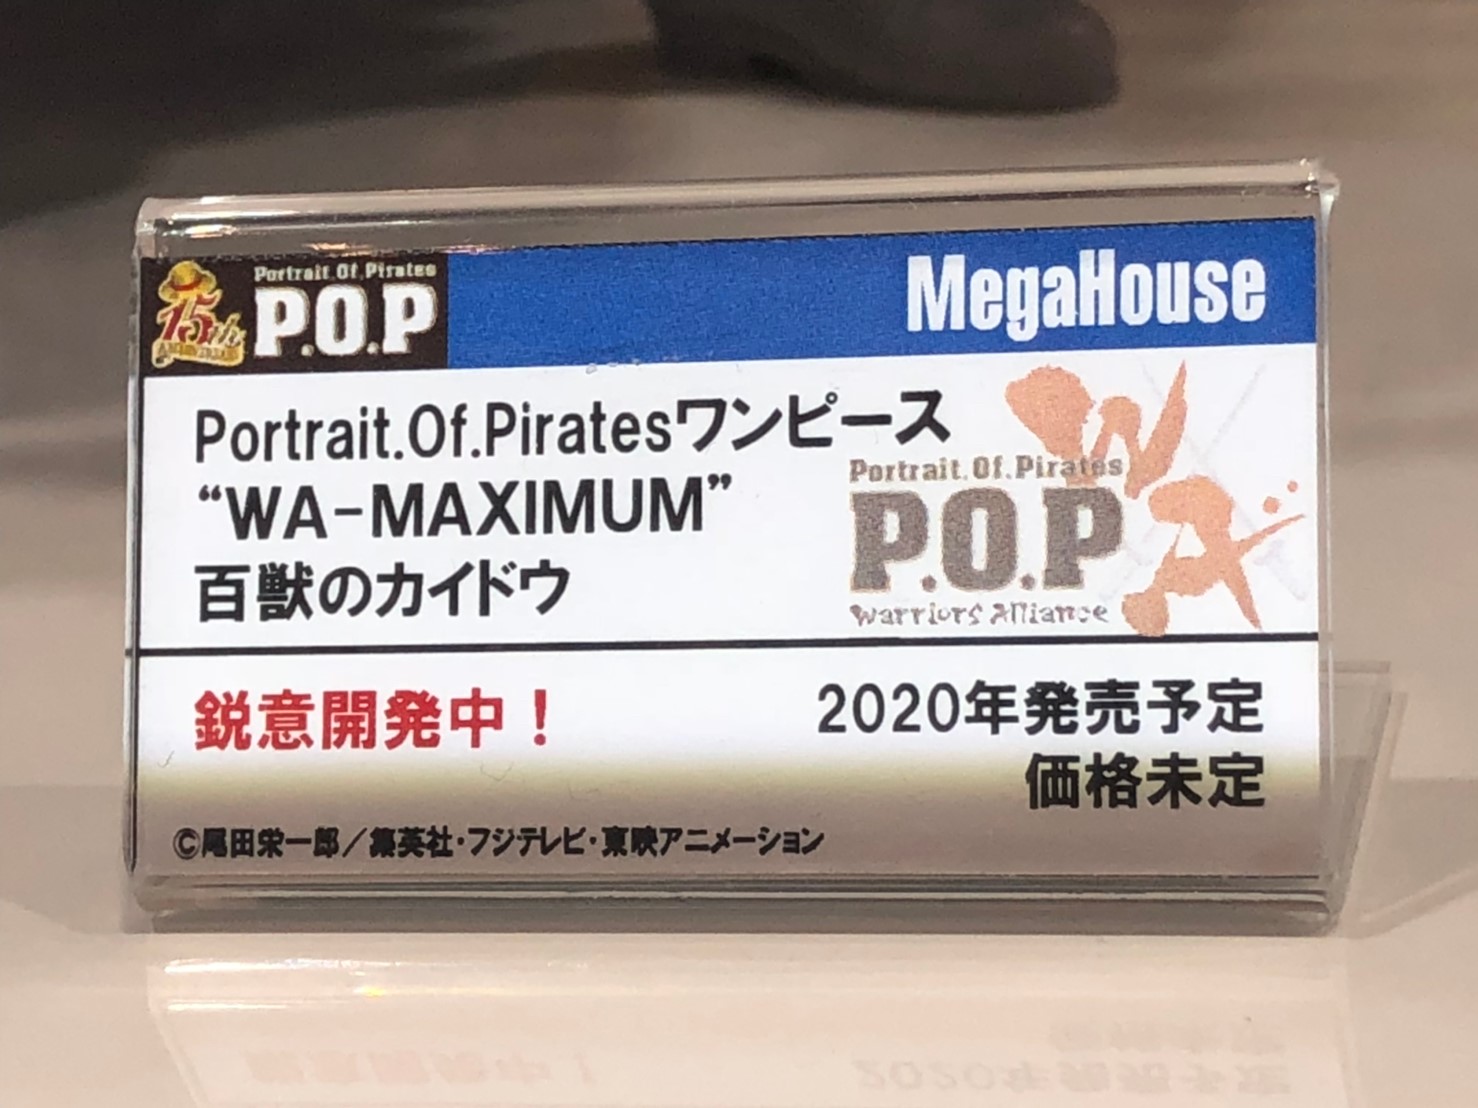 15th
ANNIVERSARY
Portrait.Of.Pirates
P.O.P
MegaHouse
Portrait.Of.Piratesワンピース
“WA-MAXIMUM”
百獣のカイドウ
WA
Portrait.Of.Pirates
P.O.P
Warriors Alliance
鋭意開発中！
2020年発売予定
価格未定
©尾田栄一郎／集英社・フジテレビ・東映アニメーション